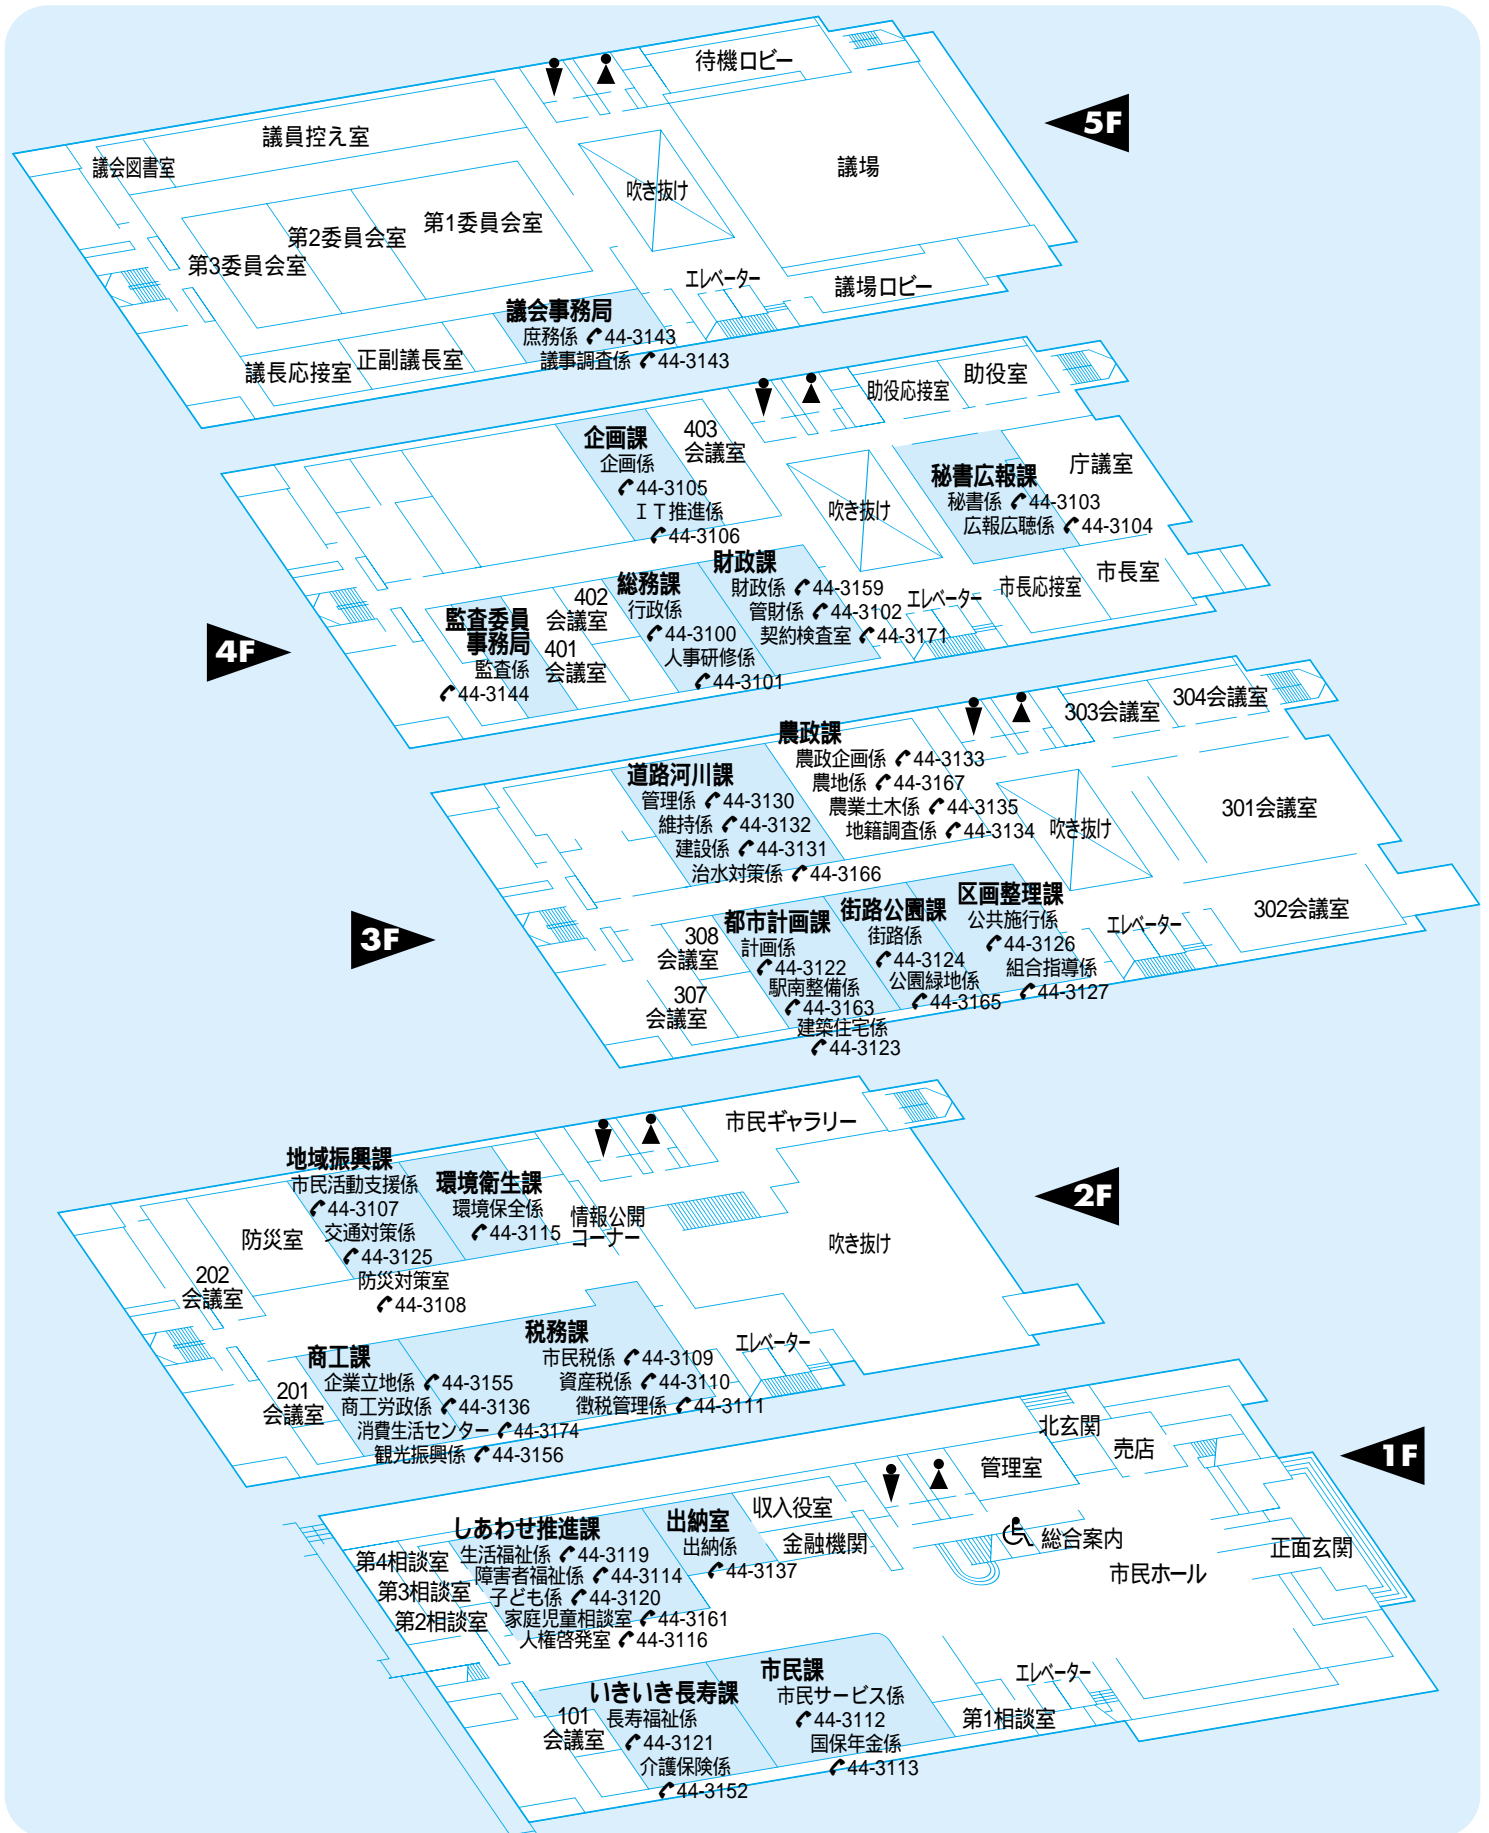 5F
待機ロビー
議員控え室
議会図書室
議場
吹き抜け
第1委員会室
第2委員会室
第3委員会室
エレベーター
議場ロビー
議会事務局
庶務係 44-3143
議事調査係 44-3143
正副議長室
議長応接室
4F
助役室
助役応接室
403
会議室
企画課
企画係
44-3105
ＩＴ推進係
44-3106
庁議室
秘書広報課
秘書係 44-3103
広報広聴係 44-3104
吹き抜け
財政課
財政係 44-3159
管財係 44-3102
契約検査室 44-3171
エレベーター
市長応接室
市長室
総務課
行政係
44-3100
人事研修係
44-3101
402
会議室
401
会議室
監査委員
事務局
監査係
44-3144
3F
303会議室
304会議室
農政課
農政企画係 44-3133
農地係 44-3167
農業土木係 44-3135
地籍調査係 44-3134
道路河川課
管理係 44-3130
維持係 44-3132
建設係 44-3131
治水対策係 44-3166
吹き抜け
301会議室
302会議室
エレベーター
区画整理課
公共施行係
44-3126
組合指導係
44-3127
街路公園課
街路係
44-3124
公園緑地係
44-3165
都市計画課
計画係
44-3122
駅南整備係
44-3163
建築住宅係
44-3123
308
会議室
307
会議室
2F
市民ギャラリー
地域振興課
市民活動支援係
44-3107
交通対策係
44-3125
防災対策室
44-3108
環境衛生課
環境保全係
44-3115
情報公開
コーナー
吹き抜け
防災室
202
会議室
税務課
市民税係 44-3109
資産税係 44-3110
徴税管理係 44-3111
エレベーター
商工課
企業立地係 44-3155
商工労政係 44-3136
消費生活センター 44-3174
観光振興係 44-3156
201
会議室
1F
北玄関
売店
管理室
収入役室
金融機関
出納室
出納係
44-3137
総合案内
正面玄関
市民ホール
しあわせ推進課
生活福祉係 44-3119
障害者福祉係 44-3114
子ども係 44-3120
家庭児童相談室 44-3161
人権啓発室 44-3116
第4相談室
第3相談室
第2相談室
市民課
市民サービス係
44-3112
国保年金係
44-3113
エレベーター
第1相談室
いきいき長寿課
長寿福祉係
44-3121
介護保険係
44-3152
101
会議室